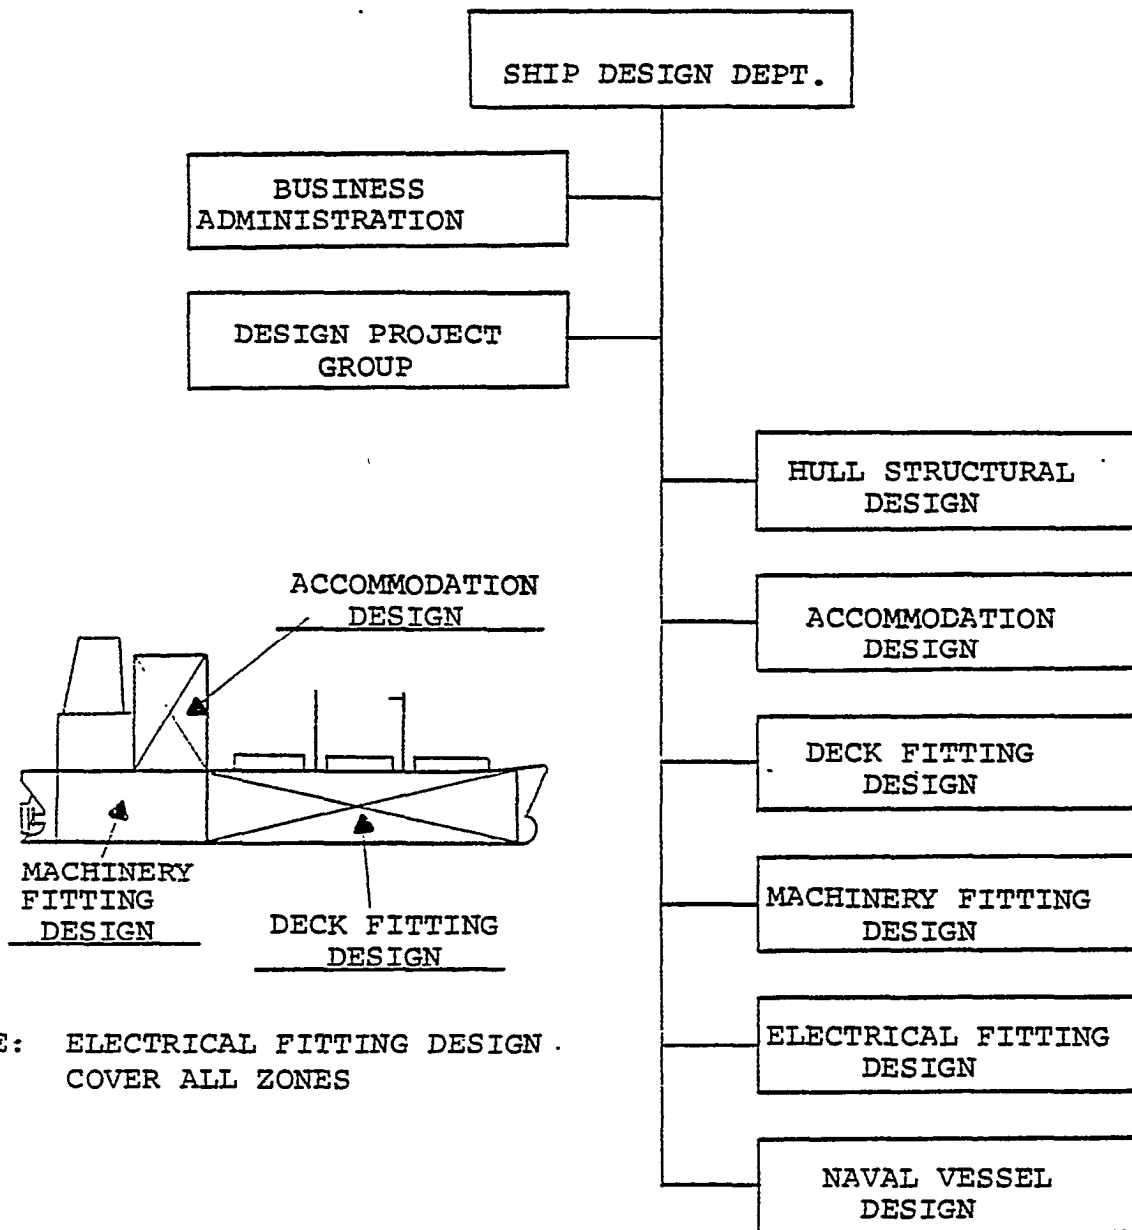 SHIP DESIGN DEPT.
BUSINESS
ADMINISTRATION
DESIGN PROJECT
GROUP
HULL STRUCTURAL
DESIGN
ACCOMMODATION
DESIGN
ACCOMMODATION
DESIGN
DECK FITTING
DESIGN
MACHINERY
FITTING
DESIGN
DECK FITTING
DESIGN
MACHINERY FITTING
DESIGN
E: ELECTRICAL FITTING DESIGN
COVER ALL ZONES
ELECTRICAL FITTING
DESIGN
NAVAL VESSEL
DESIGN